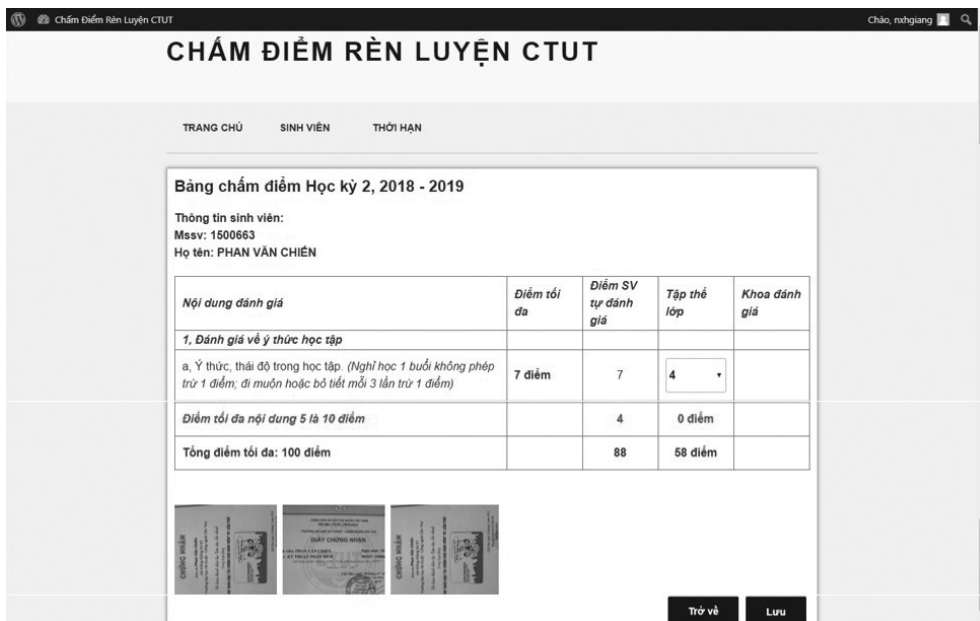 Chấm Điểm Rèn Luyện CTUT
Chào, nxhgiang
CHẤM ĐIỂM RÈN LUYỆN CTUT
TRANG CHỦ SINH VIÊN THỜI HẠN
Bảng chấm điểm Học kỳ 2, 2018 - 2019
Thông tin sinh viên:
Mssv: 1500663
Họ tên: PHAN VĂN CHIẾN
Nội dung đánh giá
Điểm tối
đa
Điểm SV
tự đánh
giá
Tập thể
lớp
Khoa đánh
giá
1, Đánh giá về ý thức học tập
a, Ý thức, thái độ trong học tập. (Nghỉ học 1 buổi không phép
trừ 1 điểm; đi muộn hoặc bỏ tiết mỗi 3 lần trừ 1 điểm)
7 điểm
7
4
Điểm tối đa nội dung 5 là 10 điểm
4
0 điểm
Tổng điểm tối đa: 100 điểm
88
58 điểm
CHỨNG NHẬN
GIẤY CHỨNG NHẬN
CHỨNG NHẬN
Trở về
Lưu